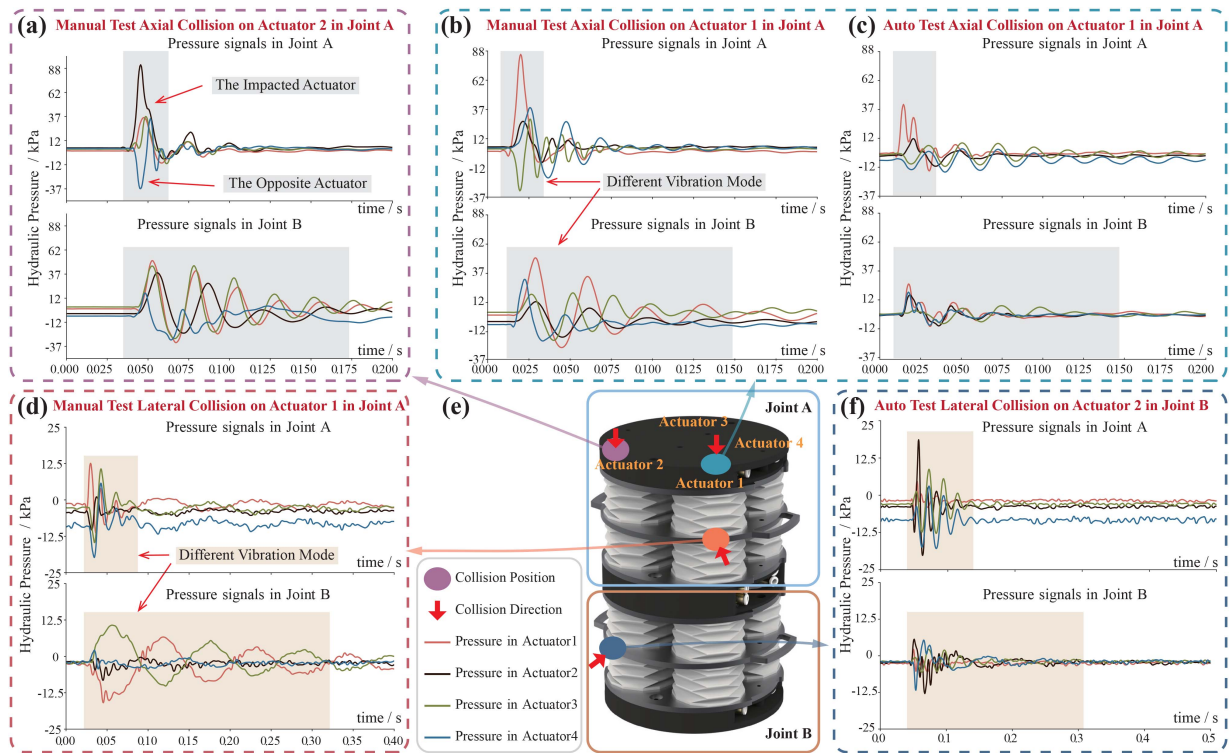 (a) Manual Test Axial Collision on Actuator 2 in Joint A
Pressure signals in Joint A
88
62
37
12
-12
-37
The Impacted Actuator
The Opposite Actuator
time / s
Hydraulic Pressure / kPa
Pressure signals in Joint B
88
62
37
12
-12
-37
time / s
0,000 0,025 0,050 0,075 0,100 0,125 0,150 0,175 0,200
(b) Manual Test Axial Collision on Actuator 1 in Joint A
Pressure signals in Joint A
88
62
37
12
-12
-37
Different Vibration Mode
time / s
Hydraulic Pressure / kPa
Pressure signals in Joint B
88
62
37
12
-12
-37
time / s
0,000 0,025 0,050 0,075 0,100 0,125 0,150 0,175 0,200
(c) Auto Test Axial Collision on Actuator 1 in Joint A
Pressure signals in Joint A
88
62
37
12
-12
-37
time / s
Hydraulic Pressure / kPa
Pressure signals in Joint B
88
62
37
12
-12
-37
time / s
0,000 0,025 0,050 0,075 0,100 0,125 0,150 0,175 0,200
(d) Manual Test Lateral Collision on Actuator 1 in Joint A
Pressure signals in Joint A
25
12.5
0
-12.5
-25
Different Vibration Mode
time / s
Hydraulic Pressure / kPa
Pressure signals in Joint B
25
12.5
0
-12.5
-25
time / s
0.00 0.05 0.10 0.15 0.20 0.25 0.30 0.35 0.40
(e)
Joint A
Actuator 3
Actuator 4
Actuator 2
Actuator 1
Joint B
Collision Position
Collision Direction
Pressure in Actuator1
Pressure in Actuator2
Pressure in Actuator3
Pressure in Actuator4
(f) Auto Test Lateral Collision on Actuator 2 in Joint B
Pressure signals in Joint A
25
12.5
0
-12.5
-25
time / s
Hydraulic Pressure / kPa
Pressure signals in Joint B
25
12.5
0
-12.5
-25
time / s
0.0 0.1 0.2 0.3 0.4 0.5